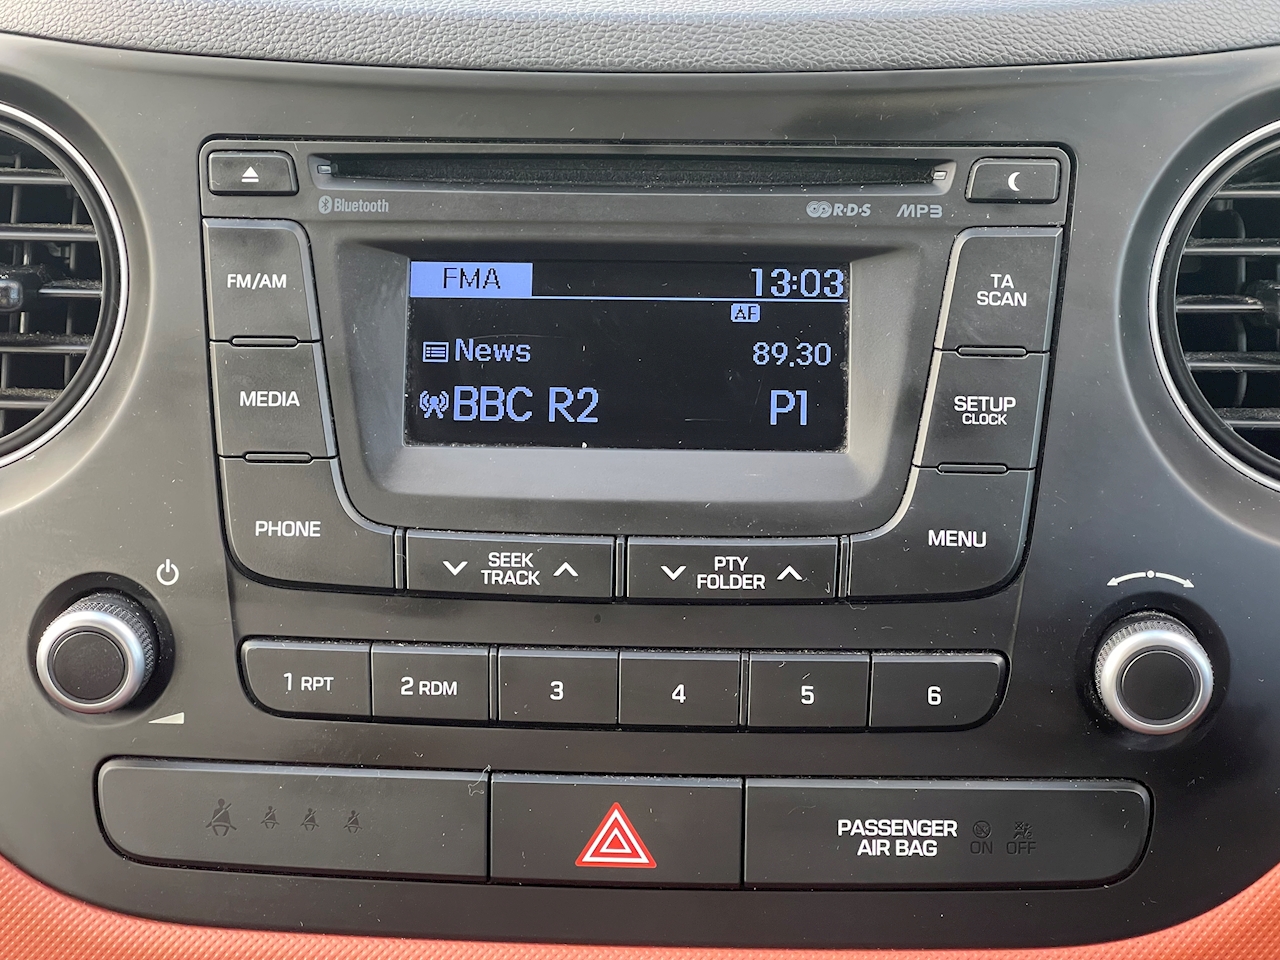 Bluetooth
R·D·S
MP3
FM/AM
MEDIA
PHONE
FMA
13:03
AF
News
89.30
BBC R2
P1
TA
SCAN
SETUP
CLOCK
MENU
SEEK
TRACK
PTY
FOLDER
1 RPT
2 RDM
3
4
5
6
PASSENGER
AIR BAG
ON
OFF